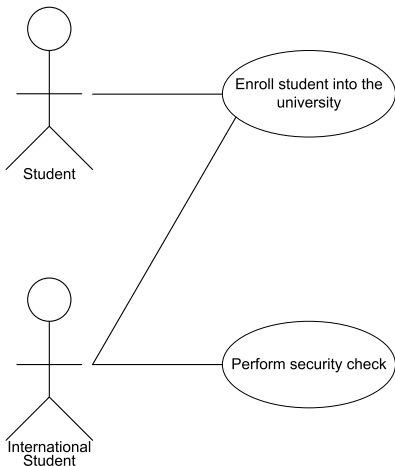 Enroll student into the
university
Student
Perform security check
International
Student